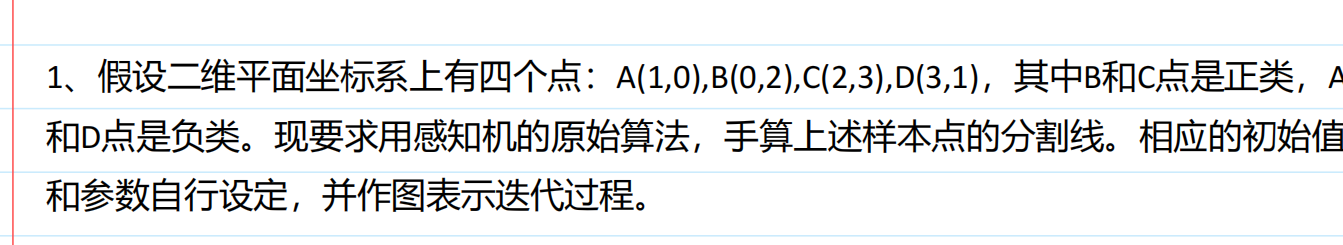 1、假设二维平面坐标系上有四个点：A(1,0),B(0,2),C(2,3),D(3,1)，其中B和C点是正类，A
和D点是负类。现要求用感知机的原始算法，手算上述样本点的分割线。相应的初始值
和参数自行设定，并作图表示迭代过程。